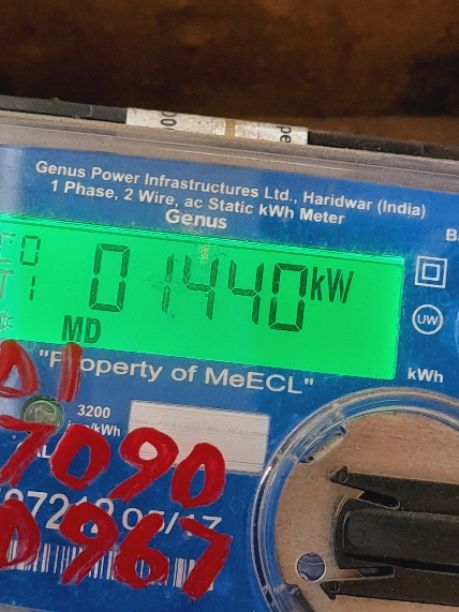 Genus Power Infrastructures Ltd., Haridwar (India)
1 Phase, 2 Wire, ac Static kWh Meter
Genus
01440kW
MD
UW
"Property of MeECL"
kWh
3200
7090
0967